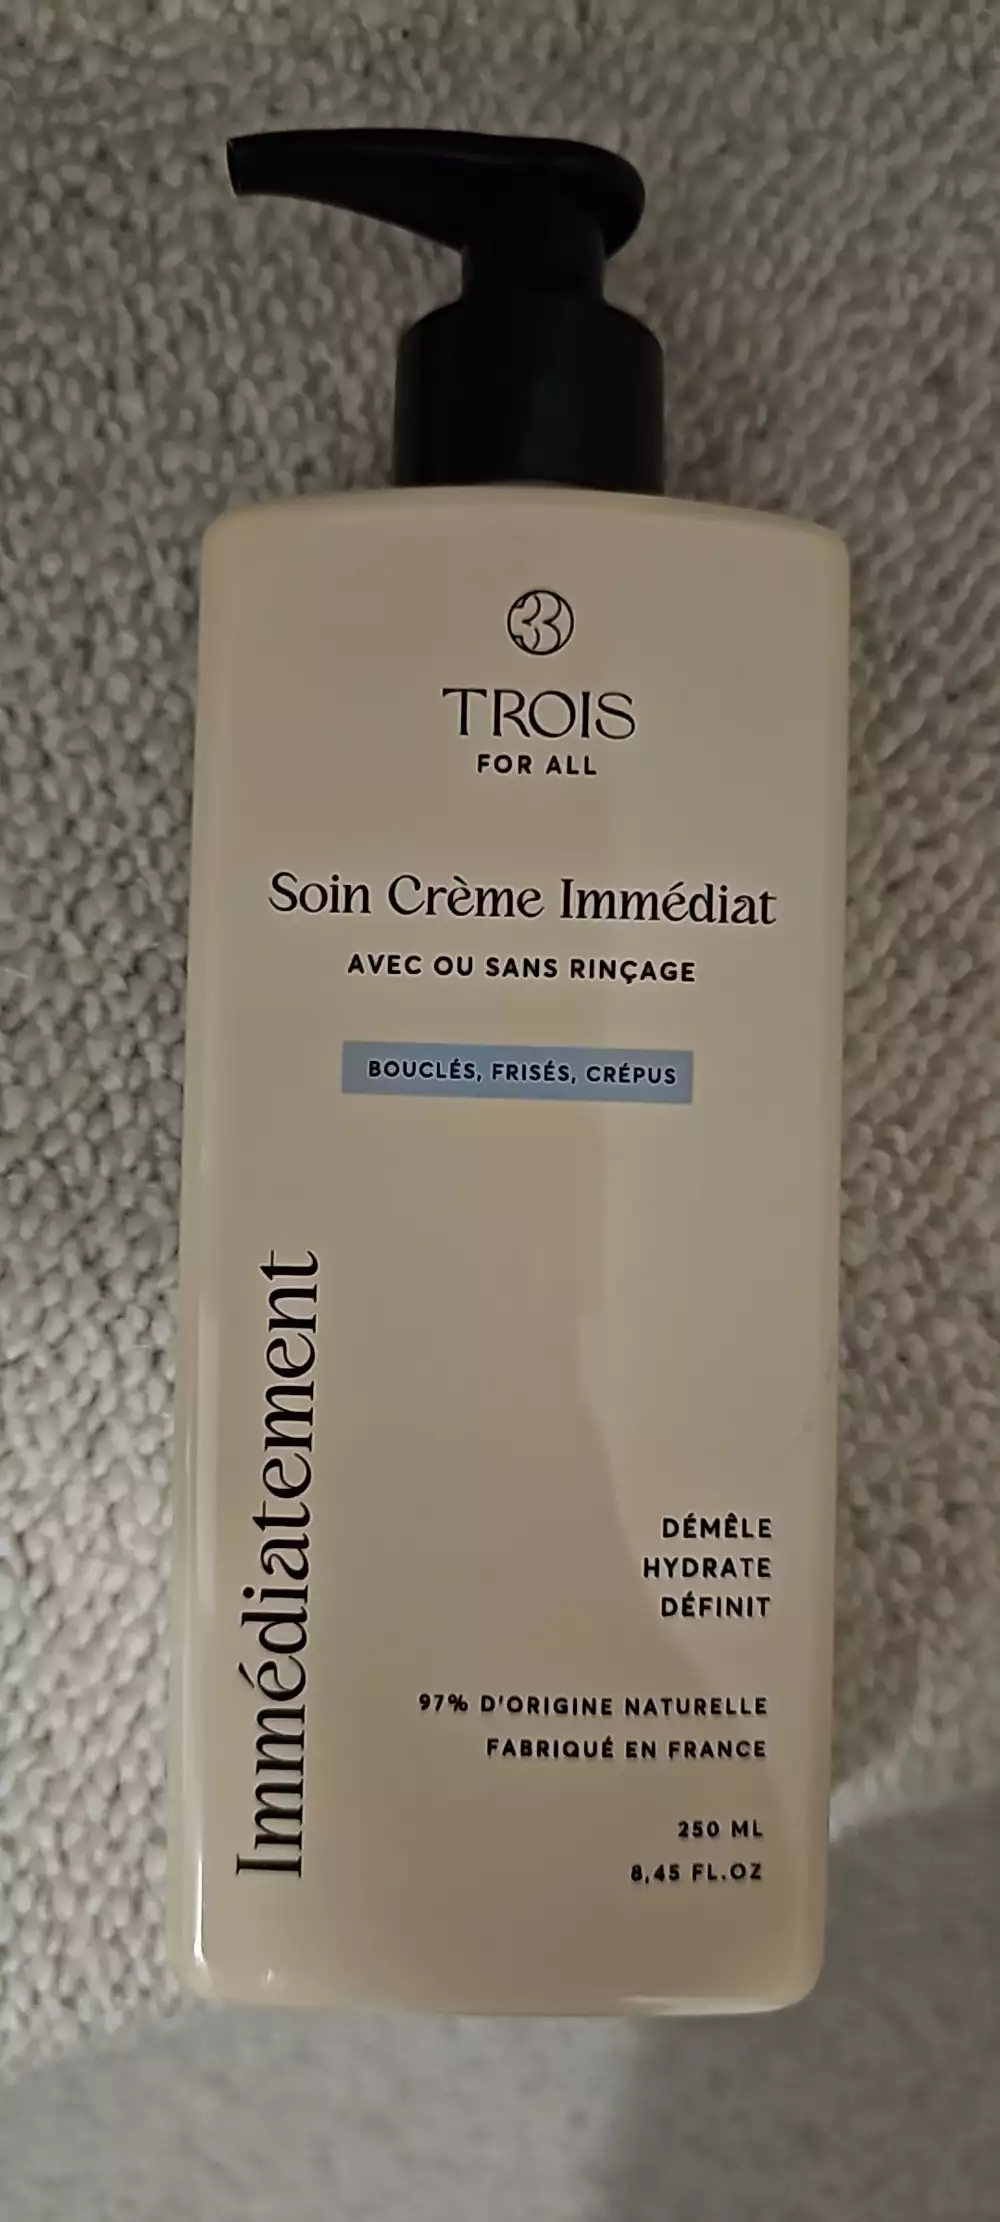 TROIS
FOR ALL
Soin Crème Immédiat
AVEC OU SANS RINÇAGE
BOUCLÉS, FRISÉS, CRÉPUS
Immédiatement
DÉMÊLE
HYDRATE
DÉFINIT
97% D'ORIGINE NATURELLE
FABRIQUÉ EN FRANCE
250 ML
8,45 FL.OZ